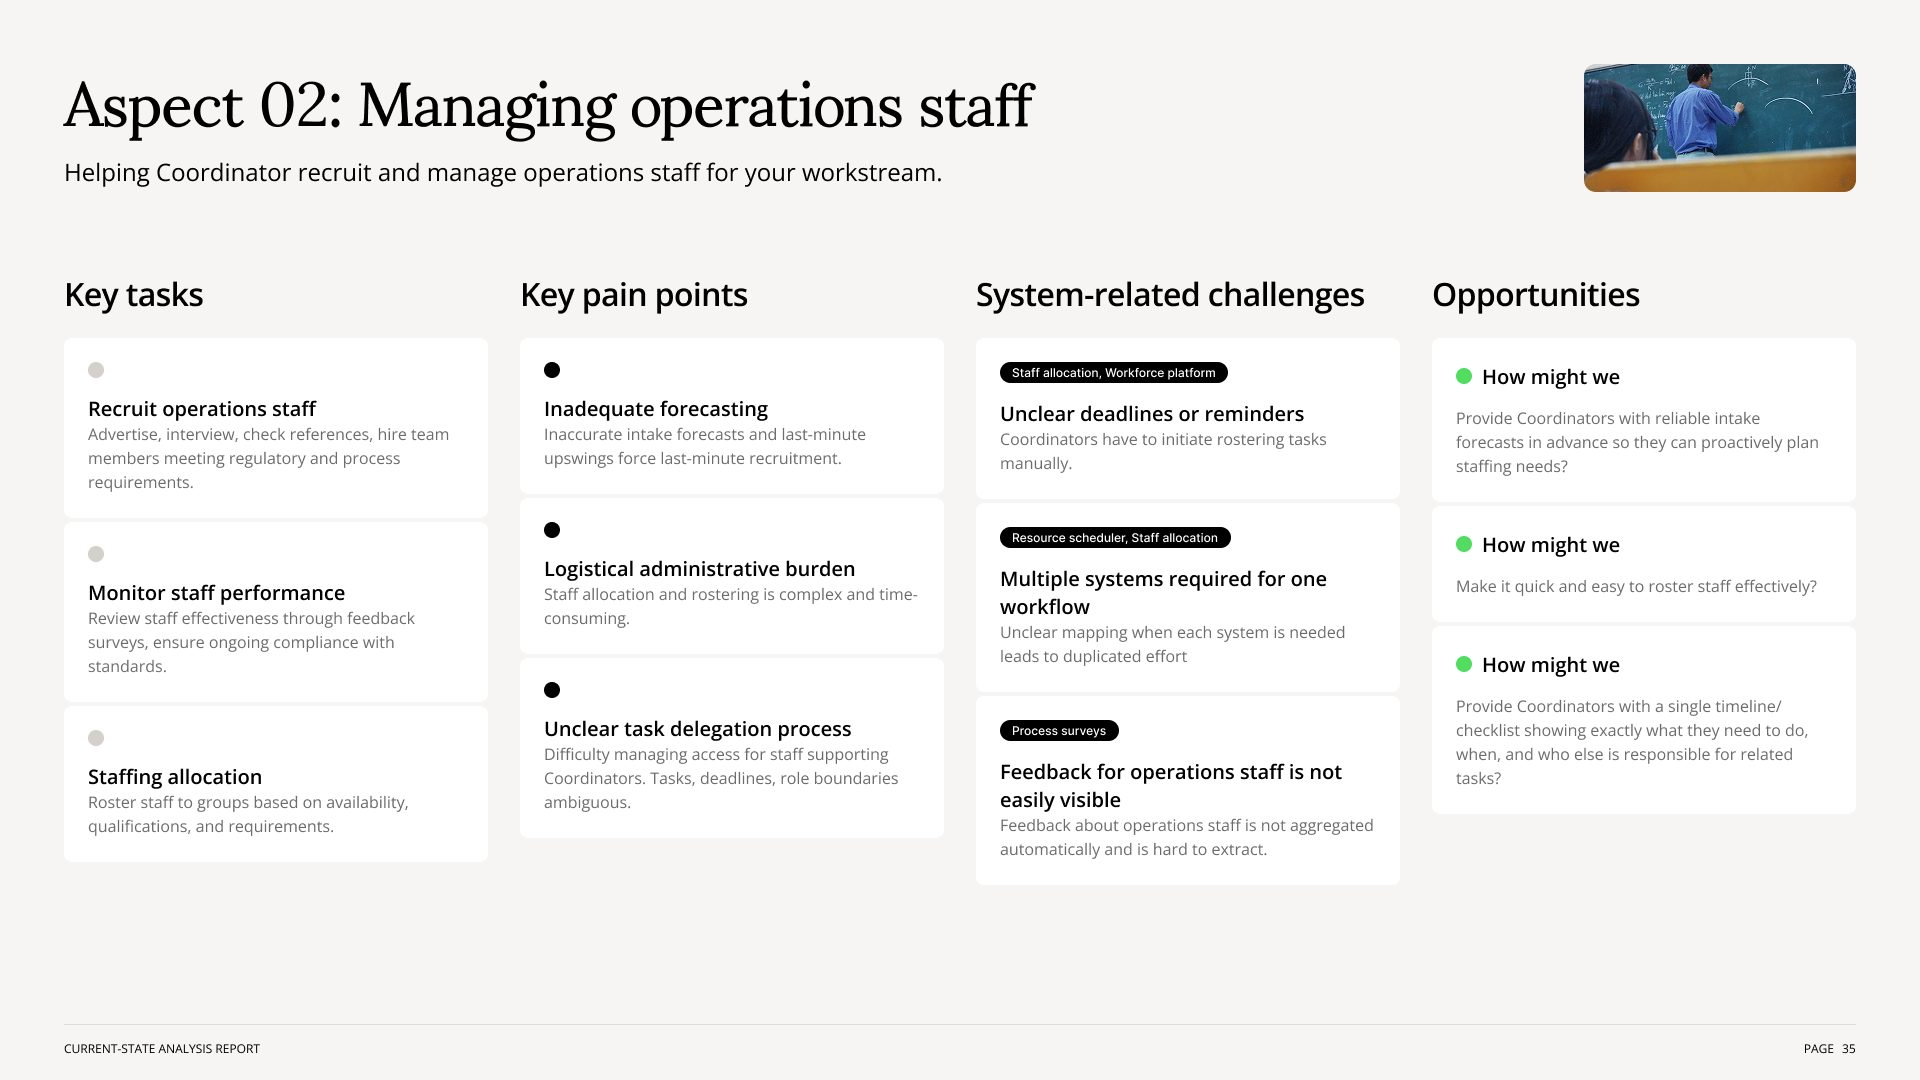 Aspect 02: Managing operations staff
Helping Coordinator recruit and manage operations staff for your workstream.
Key tasks
Recruit operations staff
Advertise, interview, check references, hire team
members meeting regulatory and process
requirements.
Monitor staff performance
Review staff effectiveness through feedback
surveys, ensure ongoing compliance with
standards.
Staffing allocation
Roster staff to groups based on availability,
qualifications, and requirements.
Key pain points
Inadequate forecasting
Inaccurate intake forecasts and last-minute
upswings force last-minute recruitment.
Logistical administrative burden
Staff allocation and rostering is complex and time-
consuming.
Unclear task delegation process
Difficulty managing access for staff supporting
Coordinators. Tasks, deadlines, role boundaries
ambiguous.
System-related challenges
Staff allocation, Workforce platform
Unclear deadlines or reminders
Coordinators have to initiate rostering tasks
manually.
Resource scheduler, Staff allocation
Multiple systems required for one
workflow
Unclear mapping when each system is needed
leads to duplicated effort
Process surveys
Feedback for operations staff is not
easily visible
Feedback about operations staff is not aggregated
automatically and is hard to extract.
Opportunities
How might we
Provide Coordinators with reliable intake
forecasts in advance so they can proactively plan
staffing needs?
How might we
Make it quick and easy to roster staff effectively?
How might we
Provide Coordinators with a single timeline/
checklist showing exactly what they need to do,
when, and who else is responsible for related
tasks?
CURRENT-STATE ANALYSIS REPORT
PAGE 35